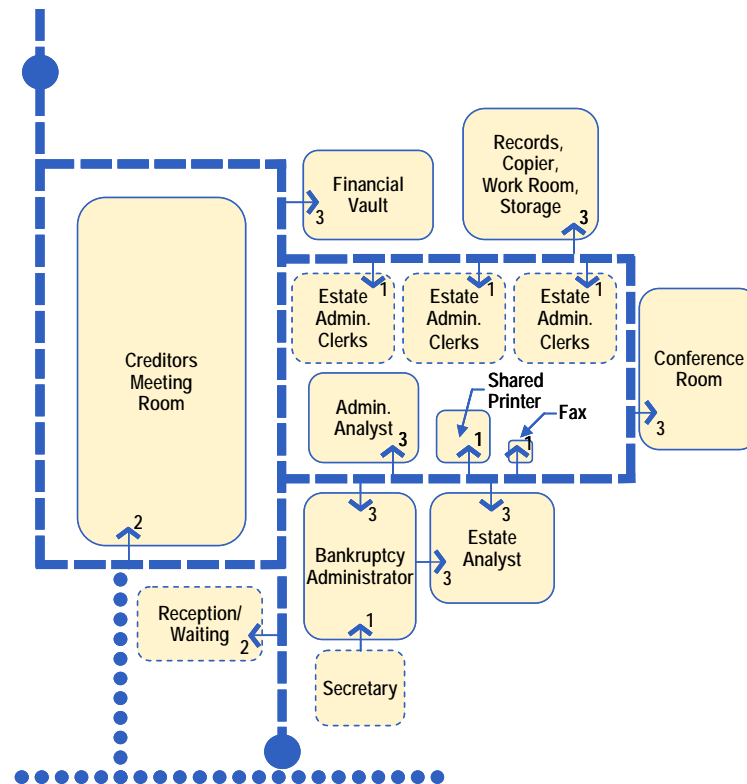 Records,
Copier,
Work Room,
Storage
3
Financial
Vault
3
Creditors
Meeting
Room
2
1
Estate
Admin.
Clerks
1
Estate
Admin.
Clerks
1
Estate
Admin.
Clerks
Conference
Room
3
Shared
Printer
1
Fax
1
Admin.
Analyst
3
3
Bankruptcy
Administrator
1
3
Estate
Analyst
3
Reception/
Waiting
2
Secretary